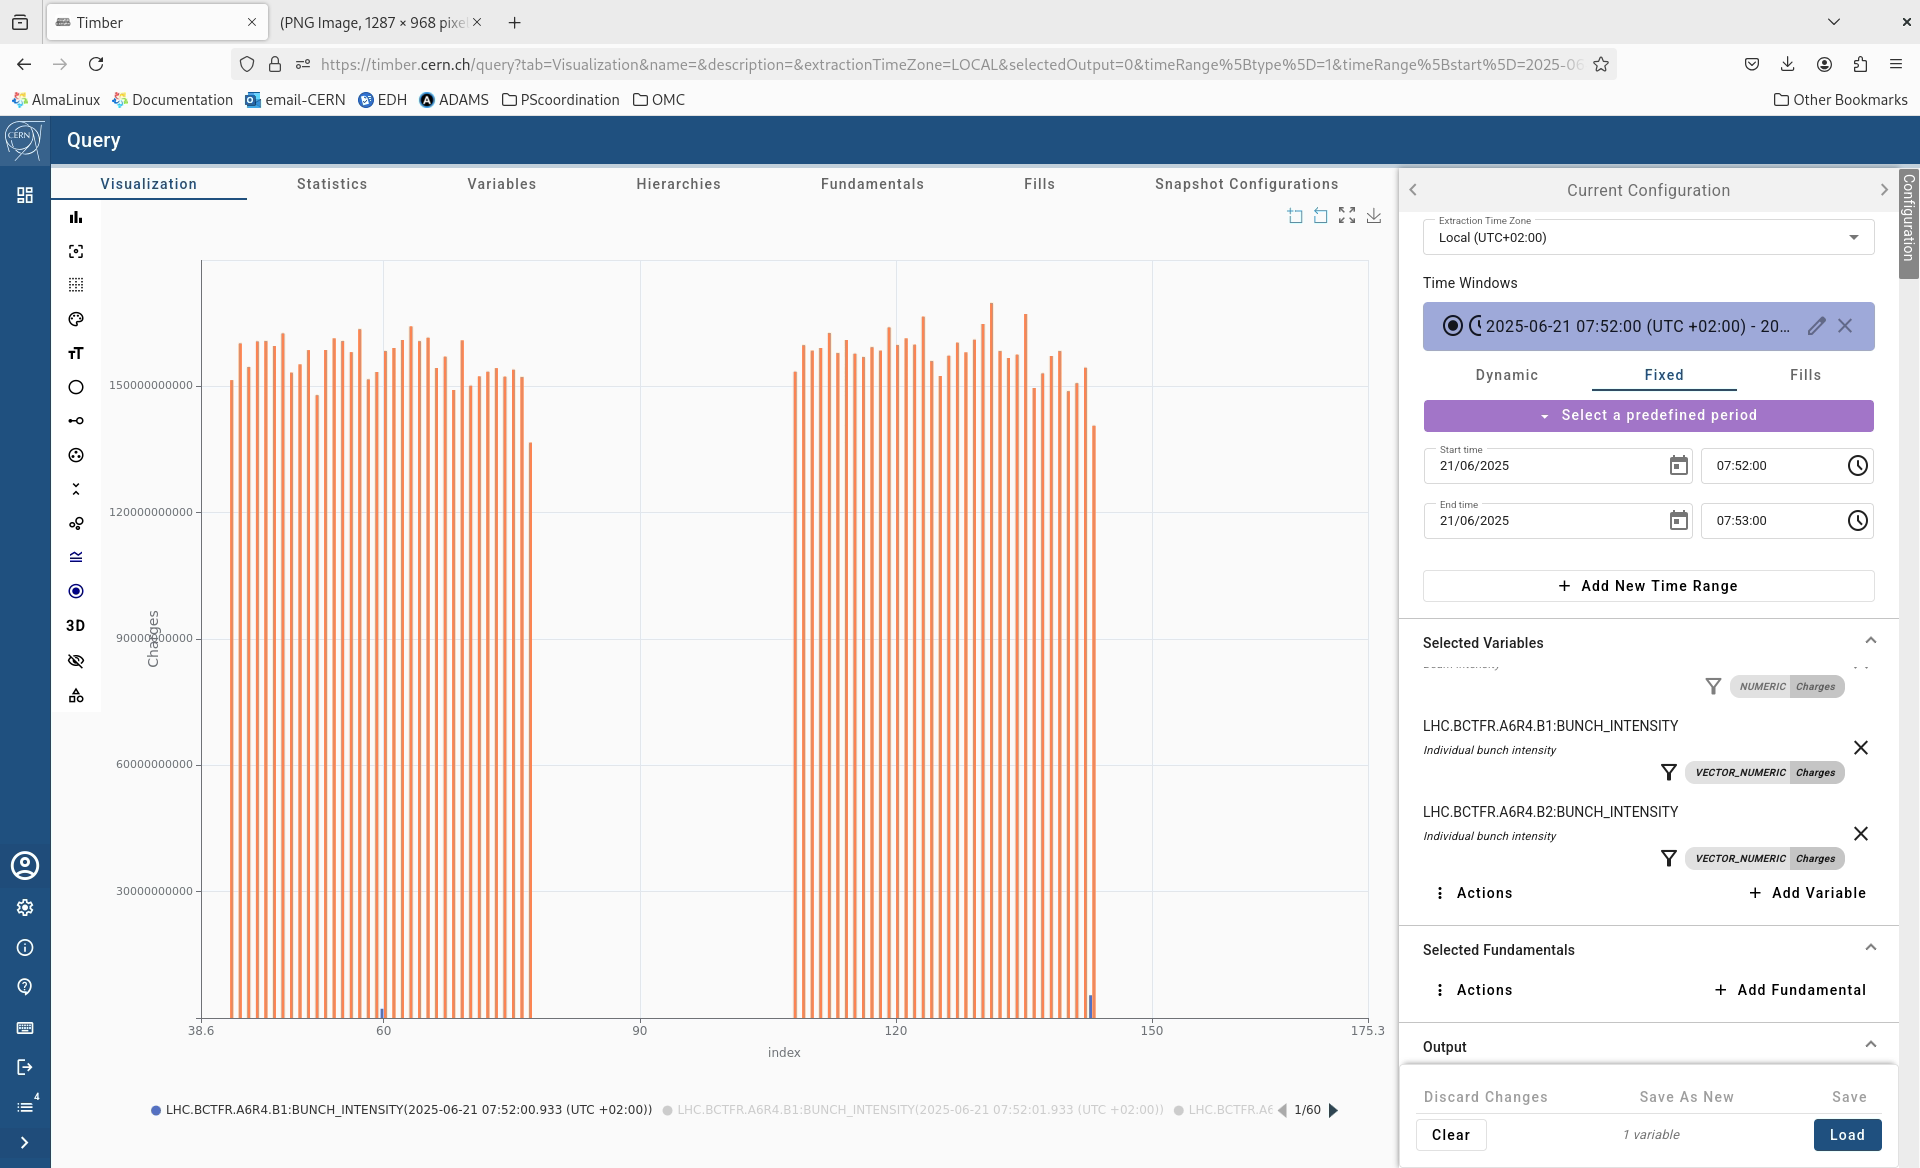 Timber
(PNG Image, 1287 × 968 pixe
https://timber.cern.ch/query?tab=Visualization&name=&description=&extractionTimeZone=LOCAL&selectedOutput=0&timeRange%5Btype%5D=1&timeRange%5Bstart%5D=2025-06
AlmaLinux
Documentation
email-CERN
EDH
ADAMS
PScoordination
OMC
Other Bookmarks
CERN
Query
Visualization
Statistics
Variables
Hierarchies
Fundamentals
Fills
Snapshot Configurations
Current Configuration
Configuration
Extraction Time Zone
Local (UTC+02:00)
Time Windows
2025-06-21 07:52:00 (UTC +02:00) - 20...
Dynamic
Fixed
Fills
Select a predefined period
Start time
21/06/2025
07:52:00
End time
21/06/2025
07:53:00
Add New Time Range
Selected Variables
NUMERIC Charges
LHC.BCTFR.A6R4.B1:BUNCH_INTENSITY
Individual bunch intensity
VECTOR_NUMERIC Charges
LHC.BCTFR.A6R4.B2:BUNCH_INTENSITY
Individual bunch intensity
VECTOR_NUMERIC Charges
Actions
Add Variable
Selected Fundamentals
Actions
Add Fundamental
Output
Discard Changes
Save As New
Save
Clear
1 variable
Load
TT
3D
4
150000000000
120000000000
90000000000
60000000000
30000000000
Charges
38.6
60
90
120
150
175.3
index
LHC.BCTFR.A6R4.B1:BUNCH_INTENSITY(2025-06-21 07:52:00.933 (UTC +02:00))
LHC.BCTFR.A6R4.B1:BUNCH_INTENSITY(2025-06-21 07:52:01.933 (UTC +02:00))
LHC.BCTFR.A6
1/60